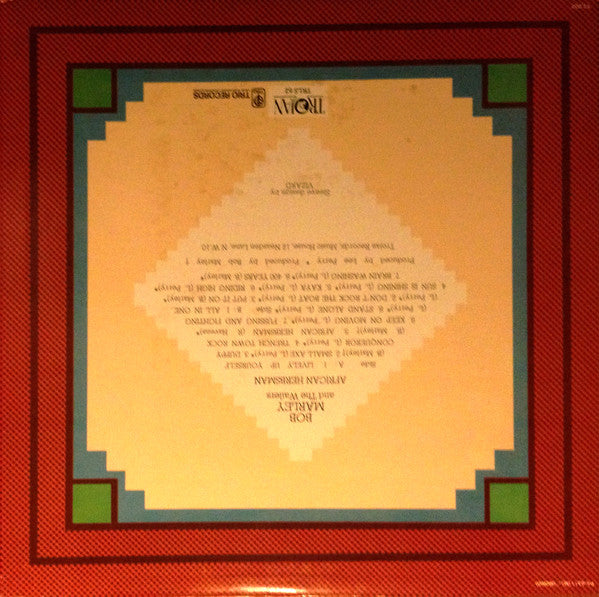 BOB
MARLEY
and The Wailers
AFRICAN HERBSMAN
Side A : 1. LIVELY UP YOURSELF
(B. Marley)† 2. SMALL AXE (L. Perry)* 3. DUPPY
CONQUEROR (L. Perry)* 4. TRENCH TOWN ROCK
(B. Marley)† 5. AFRICAN HERBSMAN (R. Havens)*
6. KEEP ON MOVING (L. Perry)* 7. FUSSING AND FIGHTING
(L. Perry)* 8. STAND ALONE (L. Perry)* Side B : 1. ALL IN ONE
(L. Perry)* 2. DON'T ROCK THE BOAT (L. Perry)* 3. PUT IT ON (B. Marley)*
4. SUN IS SHINING (L. Perry)* 5. KAYA (L. Perry)* 6. RIDING HIGH (L. Perry)*
7. BRAIN WASHING (L. Perry)* 8. 400 YEARS (B. Marley)*
Produced by Lee Perry * Produced by Bob Marley †
Trojan Records, Music House, 12 Neasden Lane, N.W.10
Sleeve design by
VIZARD
TROJAN
TRLS 62
TRIO RECORDS